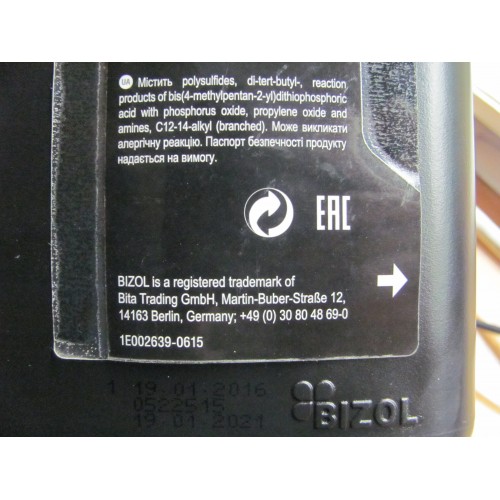 UA Містить polysulfides, di-tert-butyl-, reaction
products of bis(4-methylpentan-2-yl)dithiophosphoric
acid with phosphorus oxide, propylene oxide and
amines, C12-14-alkyl (branched). Може викликати
алергічну реакцію. Паспорт безпечності продукту
надається на вимогу.
EAC
BIZOL is a registered trademark of
Bita Trading GmbH, Martin-Buber-Straße 12,
14163 Berlin, Germany; +49 (0) 30 80 48 69-0
1E002639-0615
1 19 01-2016
0522515
19 01 2021
BIZOL